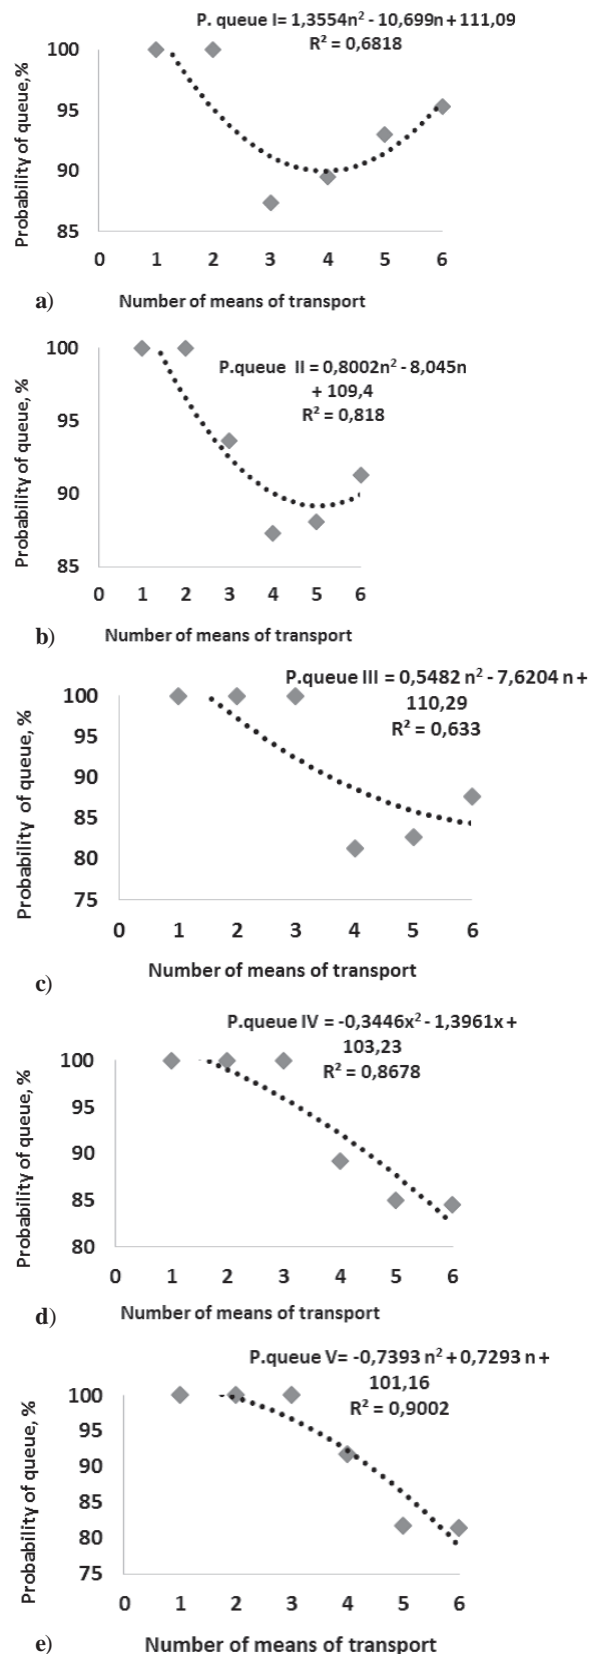 P. queue I= 1,3554n² - 10,699n + 111,09
R² = 0,6818
Probability of queue,%
100
95
90
85
0 1 2 3 4 5 6
a) Number of means of transport
P.queue II = 0,8002n² - 8,045n
+ 109,4
R² = 0,818
Probability of queue, %
100
95
90
85
0 1 2 3 4 5 6
b) Number of means of transport
P.queue III = 0,5482 n² - 7,6204 n +
110,29
R² = 0,633
Probability of queue, %
100
95
90
85
80
75
0 1 2 3 4 5 6
Number of means of transport
c)
P.queue IV = -0,3446x² - 1,3961x +
103,23
R² = 0,8678
Probability of queue, %
100
95
90
85
80
0 1 2 3 4 5 6
d) Number of means of transport
P.queue V= -0,7393 n² + 0,7293 n +
101,16
R² = 0,9002
Probability of queue, %
100
95
90
85
80
75
0 1 2 3 4 5 6
e) Number of means of transport